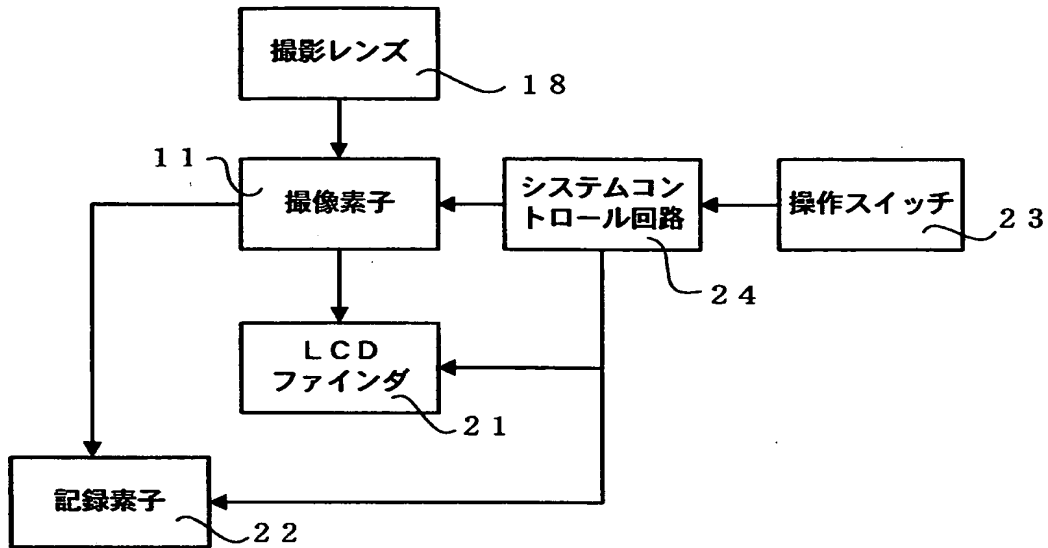 撮影レンズ
18
11
撮像素子
システムコン
トロール回路
操作スイッチ
23
24
LCD
ファインダ
21
記録素子
22